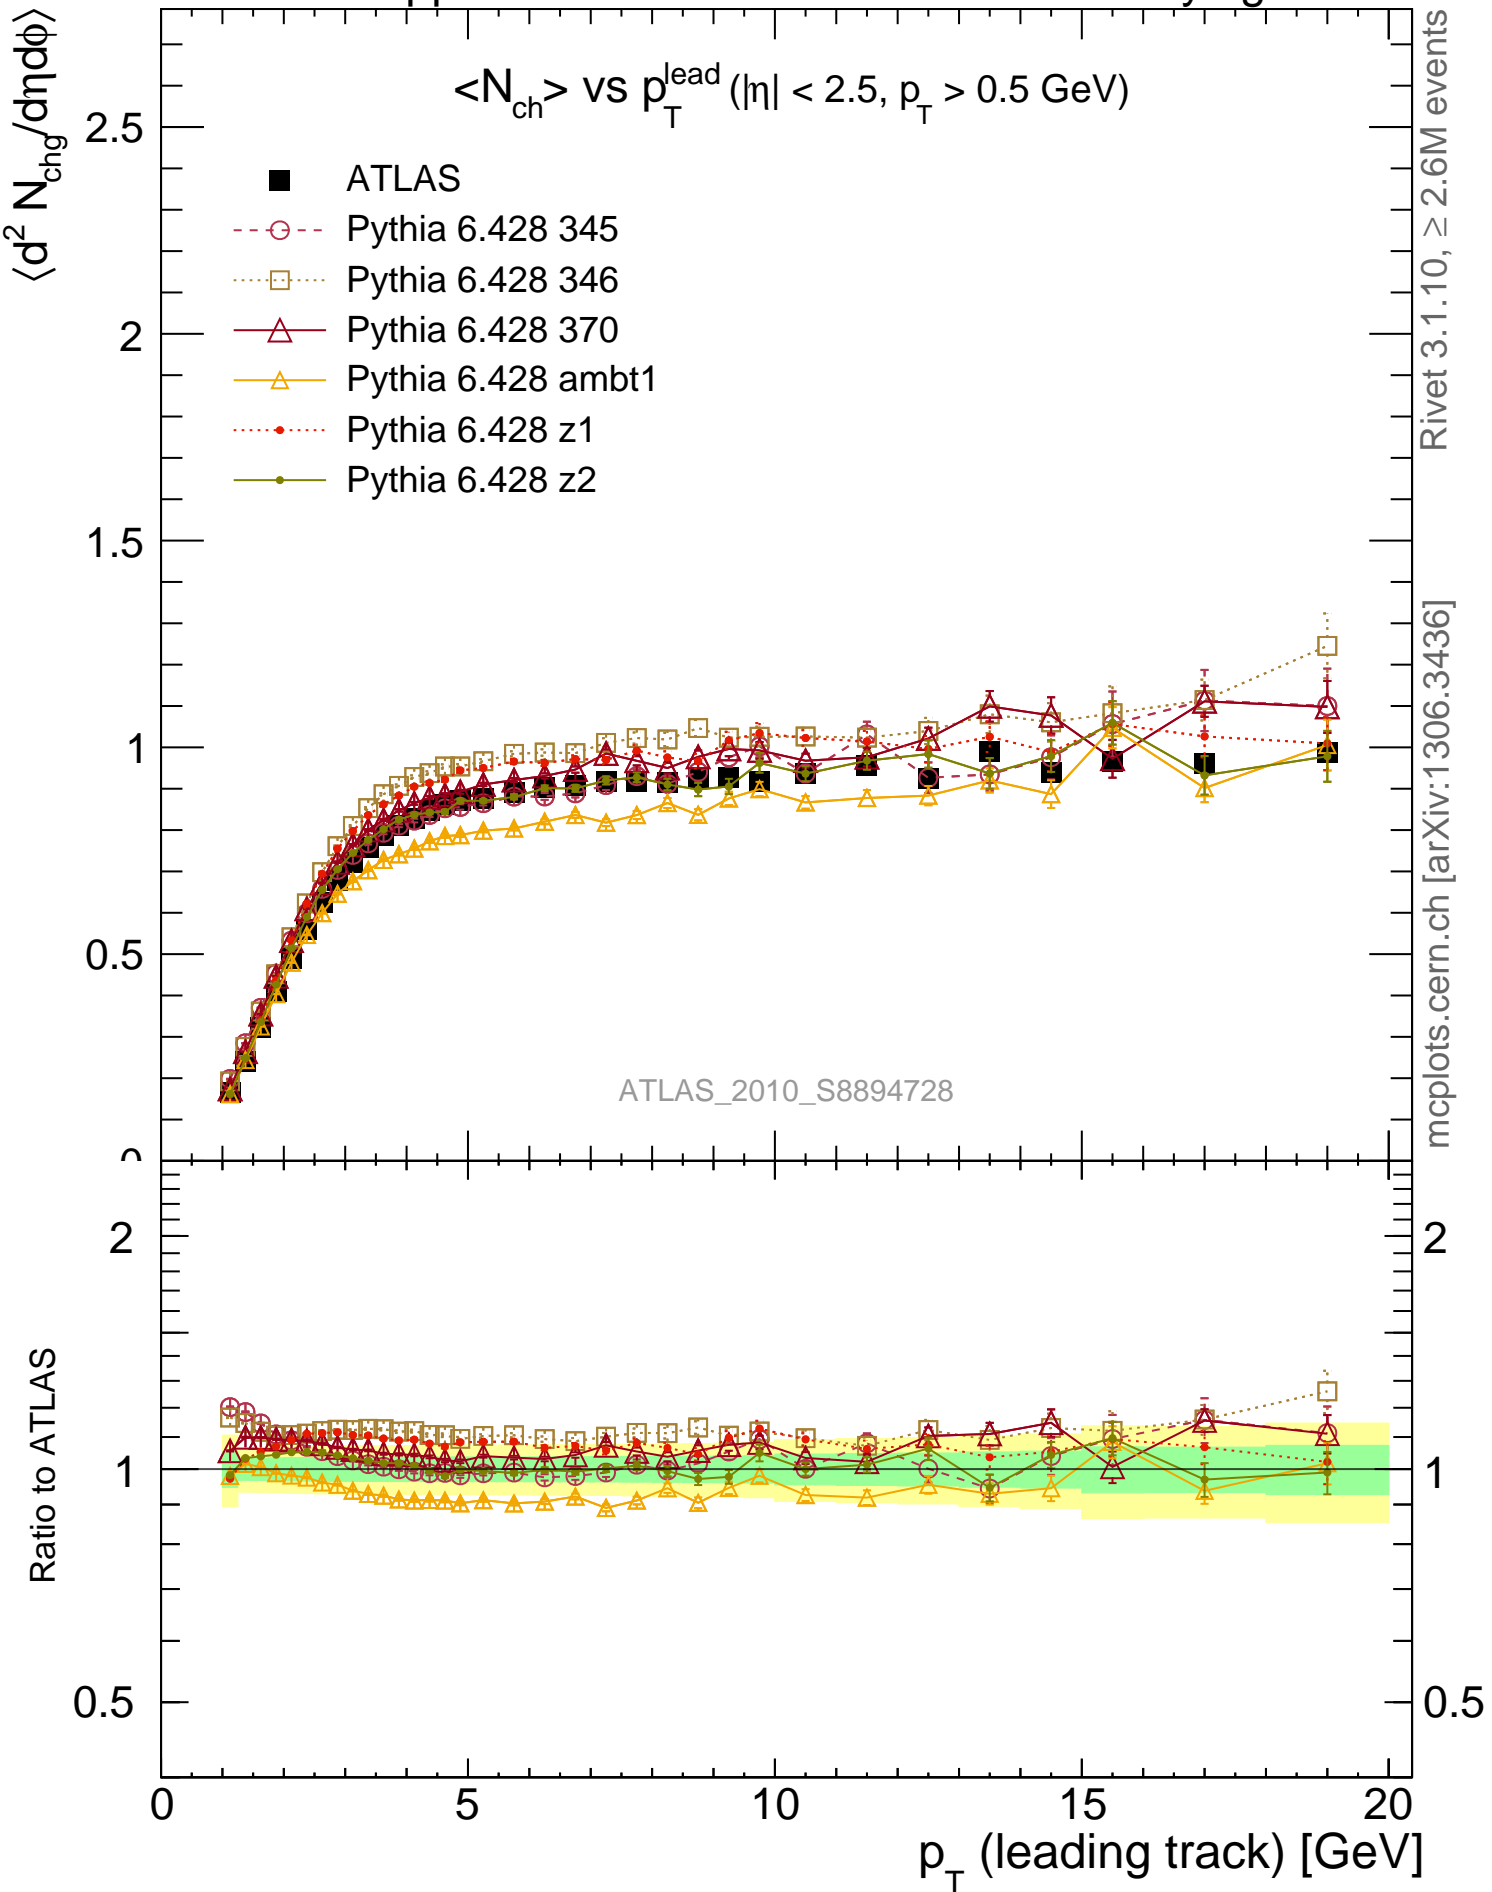 <N_ch> vs p_T^lead (|η| < 2.5, p_T > 0.5 GeV)
⟨d² N_chg/dηdϕ⟩
2.5
2
1.5
1
0.5
ATLAS
Pythia 6.428 345
Pythia 6.428 346
Pythia 6.428 370
Pythia 6.428 ambt1
Pythia 6.428 z1
Pythia 6.428 z2
ATLAS_2010_S8894728
Rivet 3.1.10, ≥ 2.6M events
mcplots.cern.ch [arXiv:1306.3436]
Ratio to ATLAS
2
1
0.5
2
1
0.5
0 5 10 15 20
p_T (leading track) [GeV]